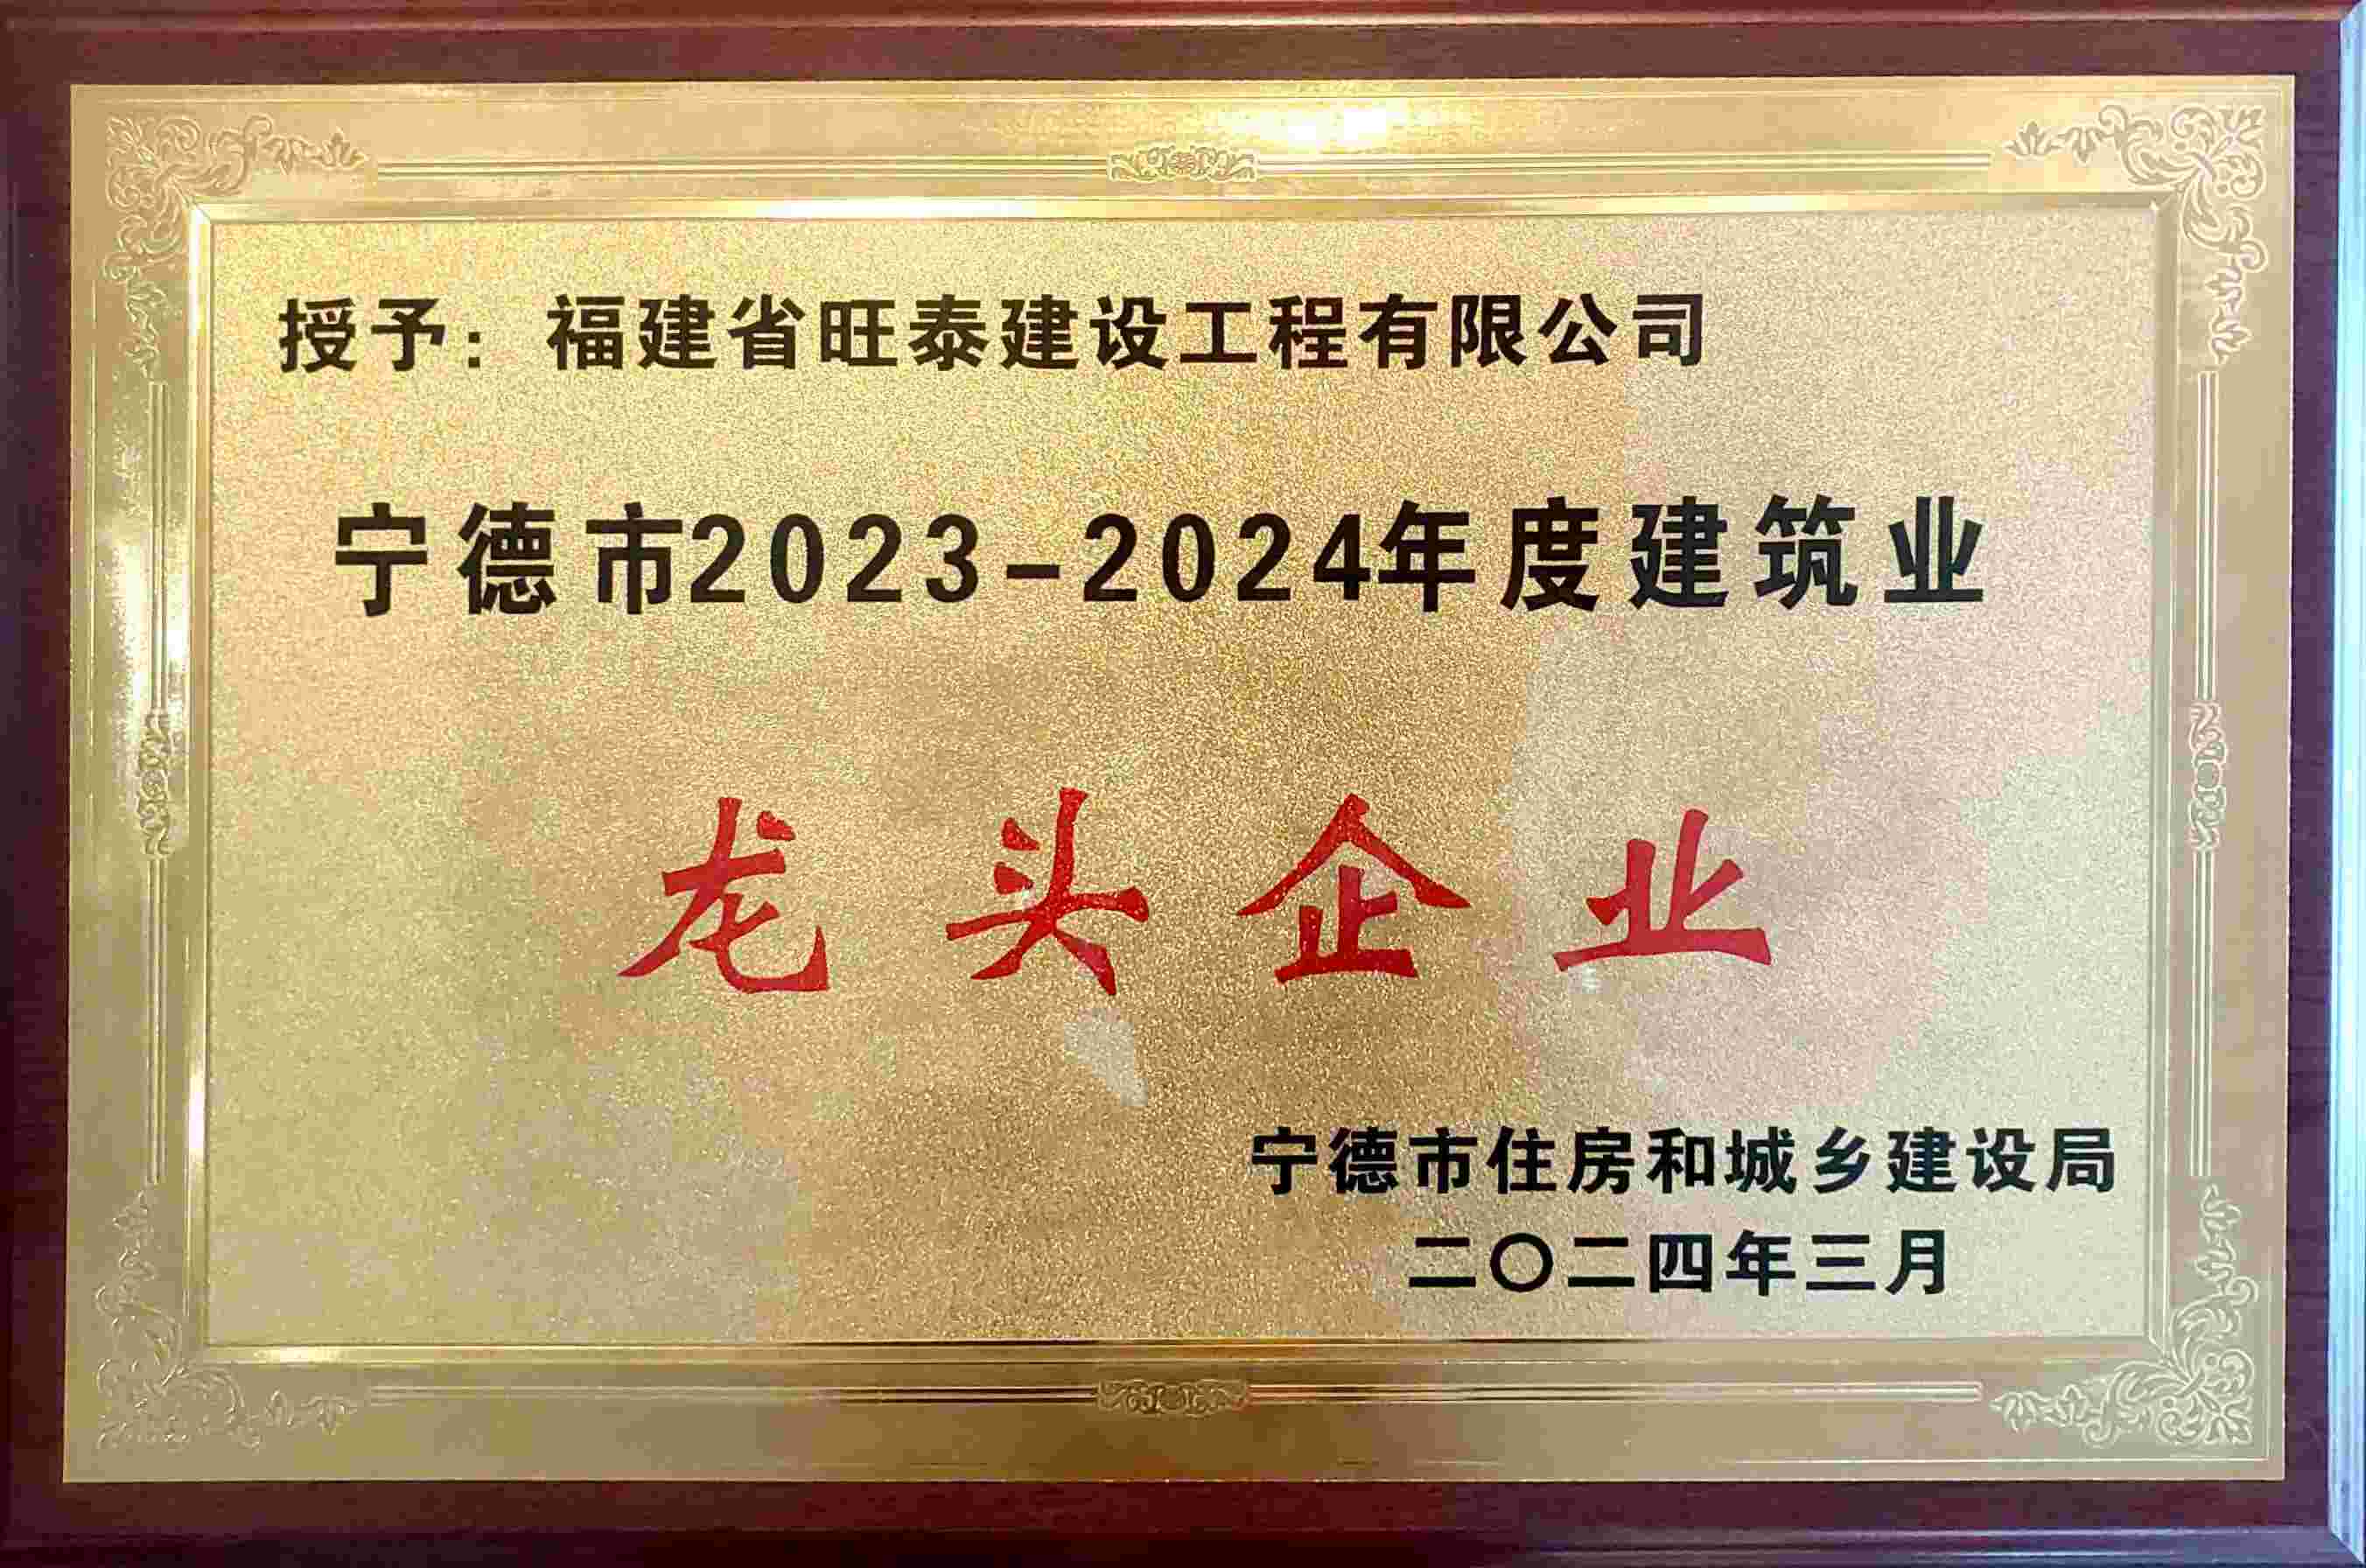 授予：福建省旺泰建设工程有限公司
宁德市2023-2024年度建筑业
龙头企业
宁德市住房和城乡建设局
二〇二四年三月